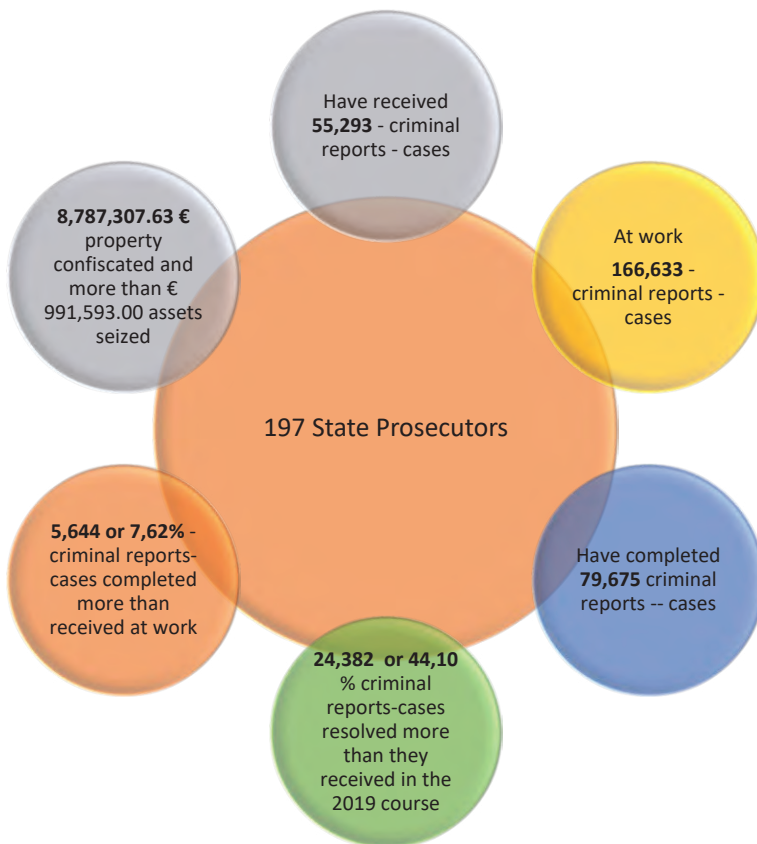 Have received
55,293 - criminal
reports - cases
At work
166,633 -
criminal reports -
cases
Have completed
79,675 criminal
reports -- cases
24,382 or 44,10
% criminal
reports-cases
resolved more
than they
received in the
2019 course
5,644 or 7,62% -
criminal reports-
cases completed
more than
received at work
8,787,307.63 €
property
confiscated and
more than €
991,593.00 assets
seized
197 State Prosecutors